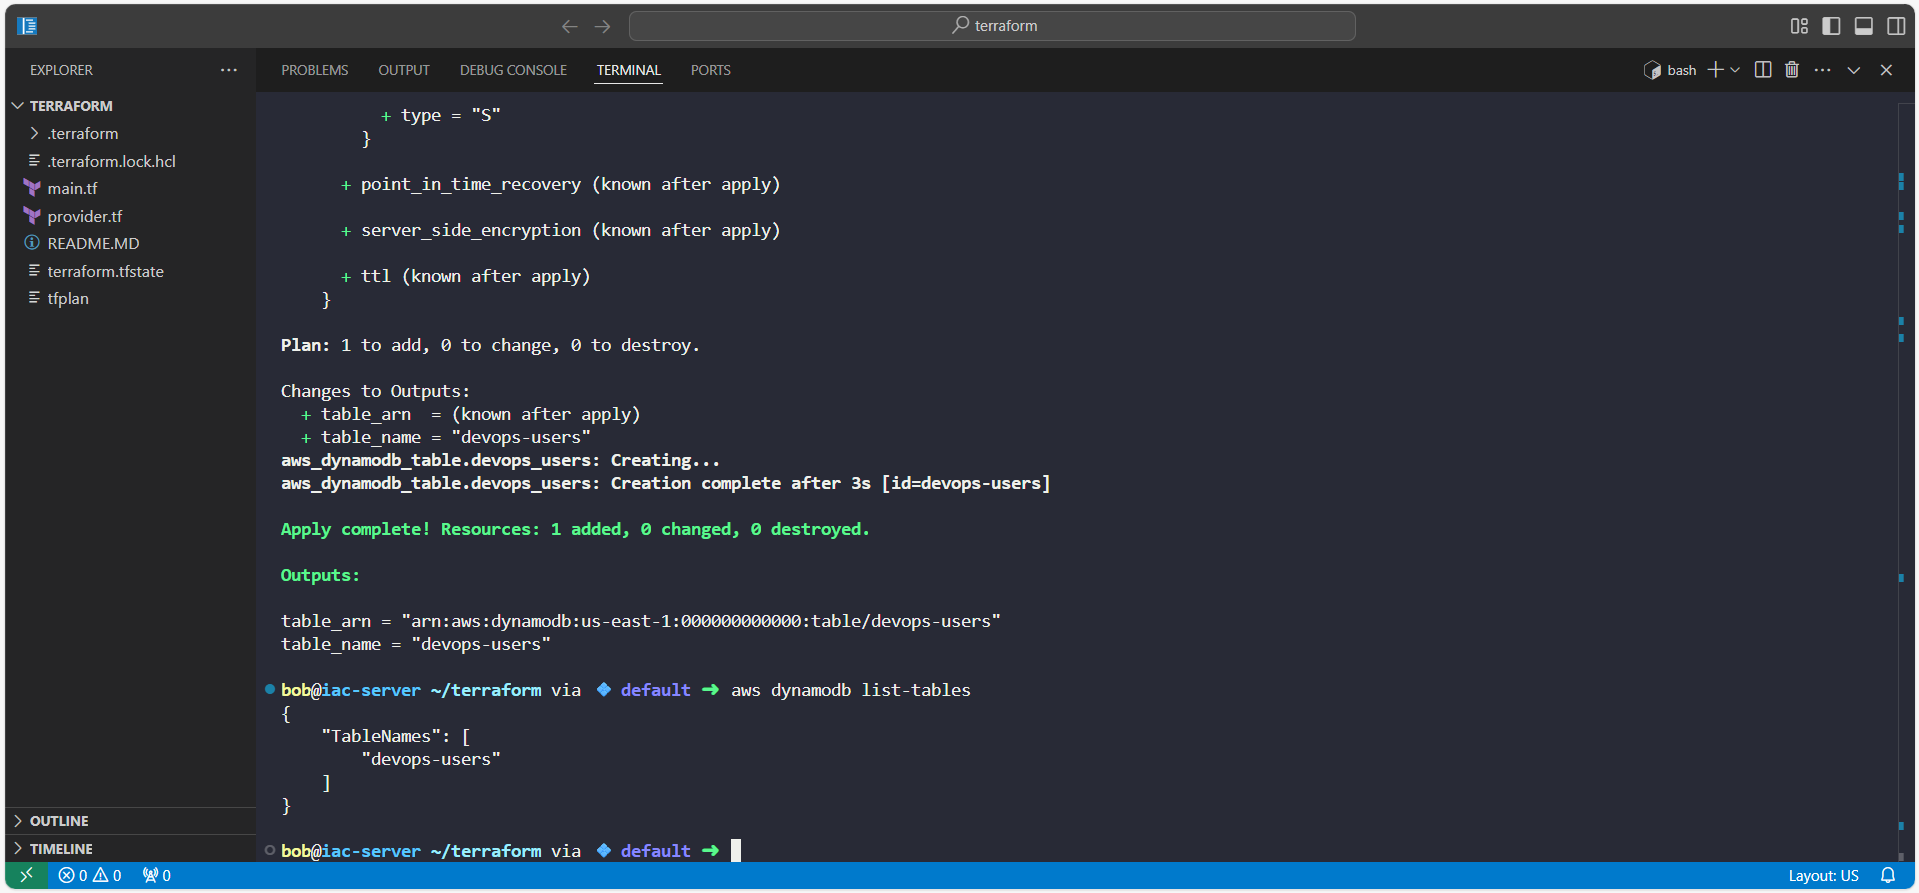 terraform
EXPLORER
PROBLEMS OUTPUT DEBUG CONSOLE TERMINAL PORTS
bash
TERRAFORM
.terraform
.terraform.lock.hcl
main.tf
provider.tf
README.MD
terraform.tfstate
tfplan
OUTLINE
TIMELINE
+ type = "S"
}
+ point_in_time_recovery (known after apply)
+ server_side_encryption (known after apply)
+ ttl (known after apply)
}
Plan: 1 to add, 0 to change, 0 to destroy.
Changes to Outputs:
+ table_arn  = (known after apply)
+ table_name = "devops-users"
aws_dynamodb_table.devops_users: Creating...
aws_dynamodb_table.devops_users: Creation complete after 3s [id=devops-users]
Apply complete! Resources: 1 added, 0 changed, 0 destroyed.
Outputs:
table_arn = "arn:aws:dynamodb:us-east-1:000000000000:table/devops-users"
table_name = "devops-users"
bob@iac-server ~/terraform via 🔷 default ➜ aws dynamodb list-tables
{
"TableNames": [
"devops-users"
]
}
bob@iac-server ~/terraform via 🔷 default ➜
0 0 0
Layout: US